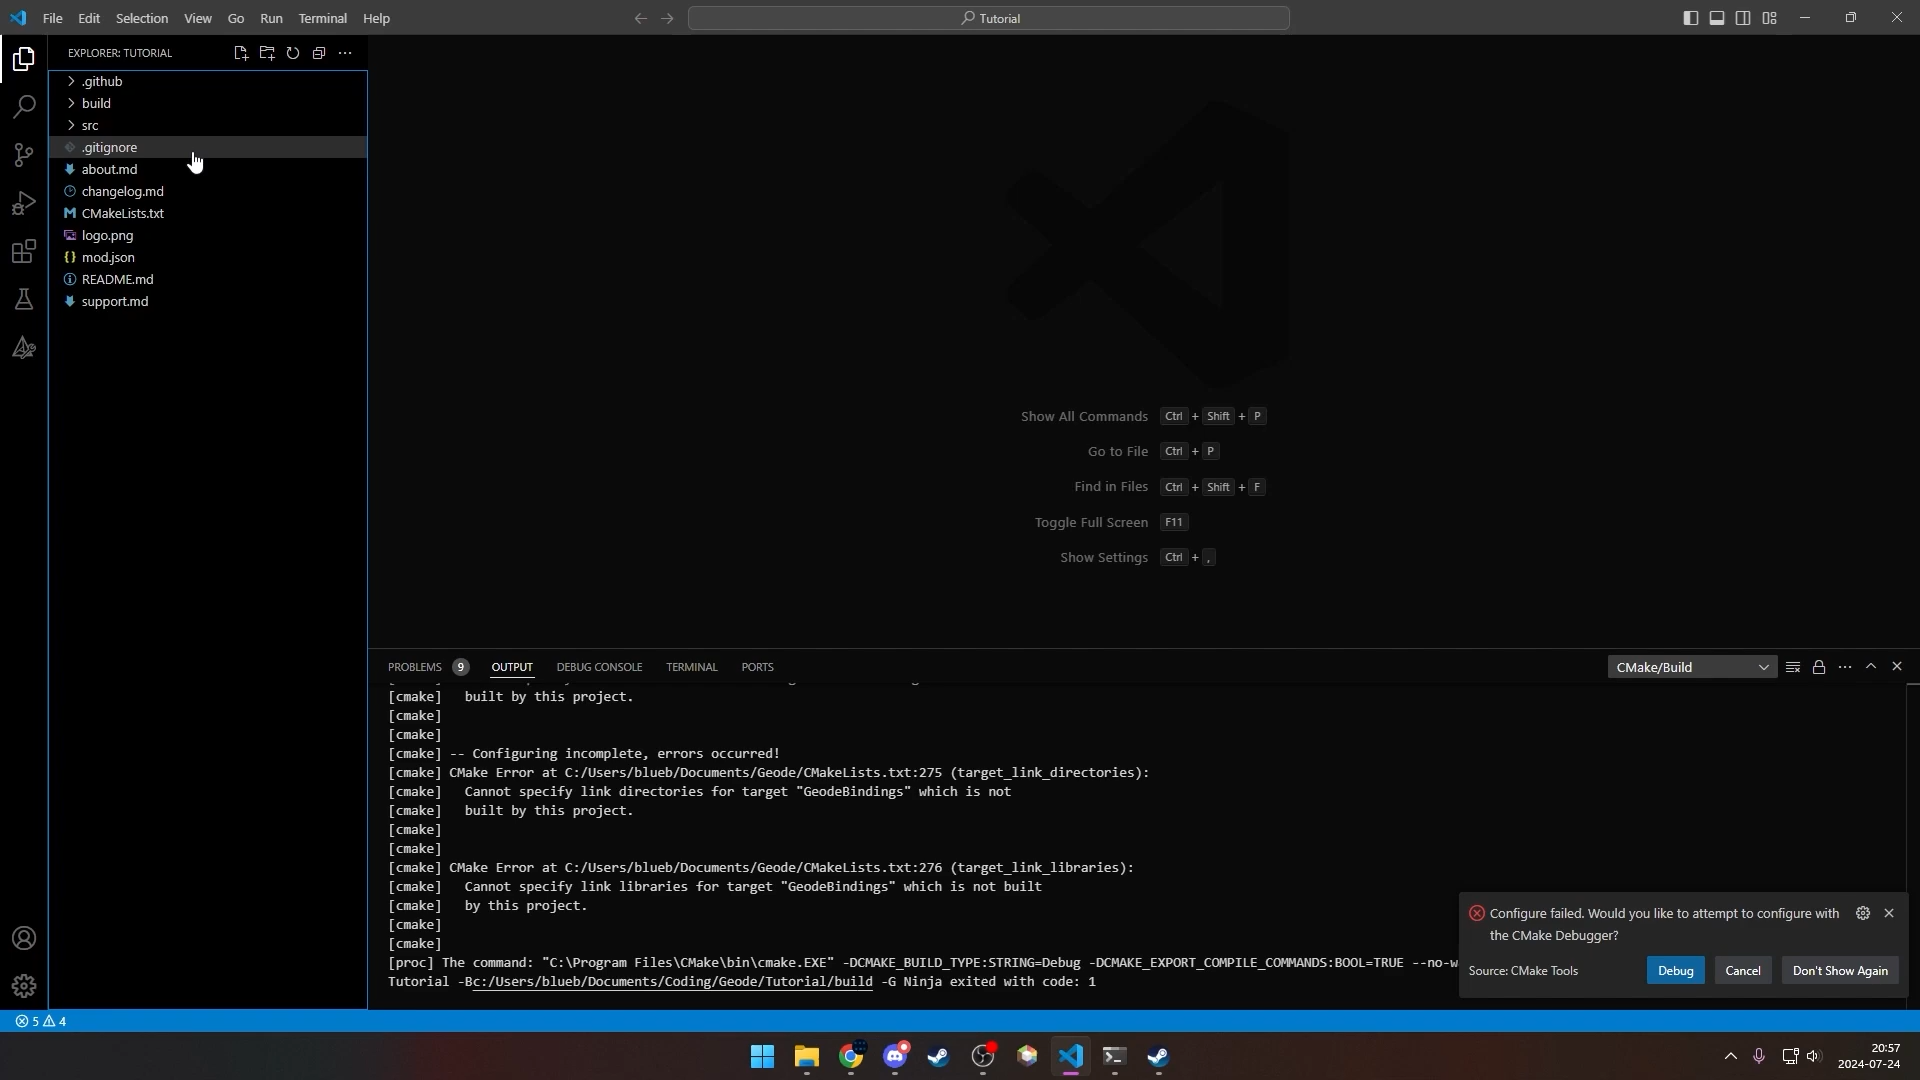 File Edit Selection View Go Run Terminal Help
Tutorial
EXPLORER: TUTORIAL
.github
build
src
.gitignore
about.md
changelog.md
CMakeLists.txt
logo.png
mod.json
README.md
support.md
Show All Commands Ctrl + Shift + P
Go to File Ctrl + P
Find in Files Ctrl + Shift + F
Toggle Full Screen F11
Show Settings Ctrl + ,
PROBLEMS 9 OUTPUT DEBUG CONSOLE TERMINAL PORTS CMake/Build
[cmake] built by this project.
[cmake]
[cmake]
[cmake] -- Configuring incomplete, errors occurred!
[cmake] CMake Error at C:/Users/blueb/Documents/Geode/CMakeLists.txt:275 (target_link_directories):
[cmake] Cannot specify link directories for target "GeodeBindings" which is not
[cmake] built by this project.
[cmake]
[cmake]
[cmake] CMake Error at C:/Users/blueb/Documents/Geode/CMakeLists.txt:276 (target_link_libraries):
[cmake] Cannot specify link libraries for target "GeodeBindings" which is not built
[cmake] by this project.
[cmake]
[cmake]
[proc] The command: "C:\Program Files\CMake\bin\cmake.EXE" -DCMAKE_BUILD_TYPE:STRING=Debug -DCMAKE_EXPORT_COMPILE_COMMANDS:BOOL=TRUE --no-w
Tutorial -Bc:/Users/blueb/Documents/Coding/Geode/Tutorial/build -G Ninja exited with code: 1
Configure failed. Would you like to attempt to configure with
the CMake Debugger?
Source: CMake Tools Debug Cancel Don't Show Again
5 4
20:57
2024-07-24